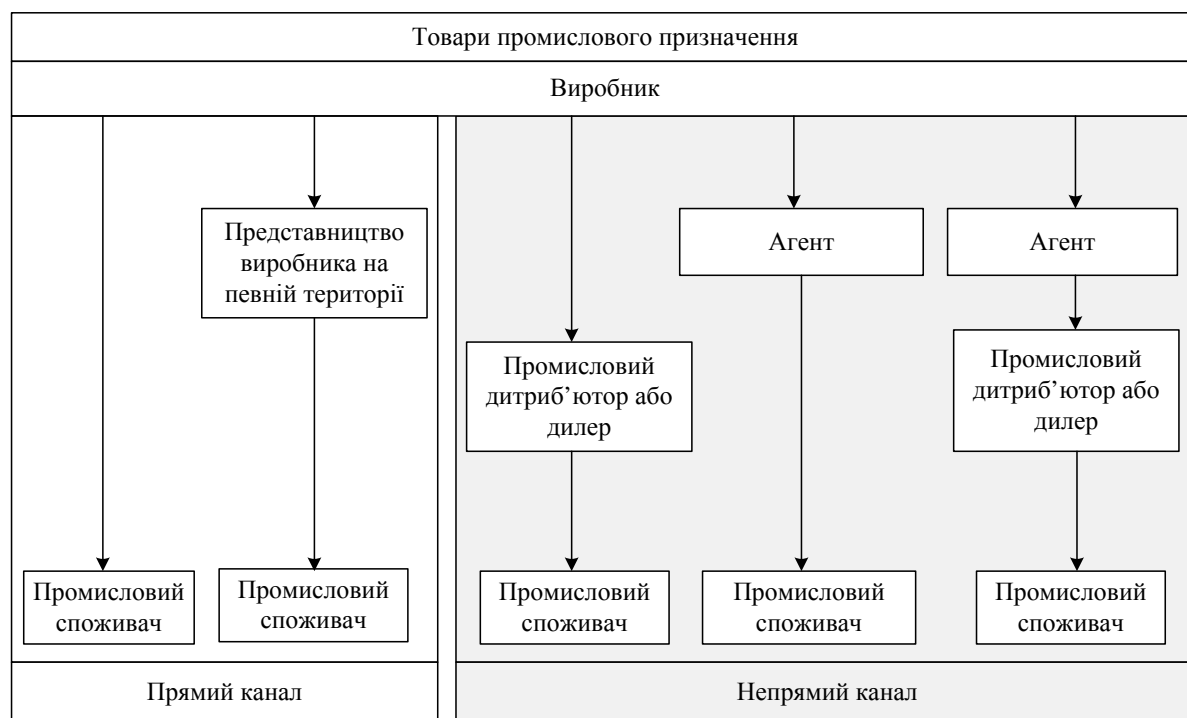 Товари промислового призначення
Виробник
Представництво
виробника на
певній території
Агент
Агент
Промисловий
дитриб’ютор або
дилер
Промисловий
дитриб’ютор або
дилер
Промисловий
споживач
Промисловий
споживач
Промисловий
споживач
Промисловий
споживач
Промисловий
споживач
Прямий канал
Непрямий канал